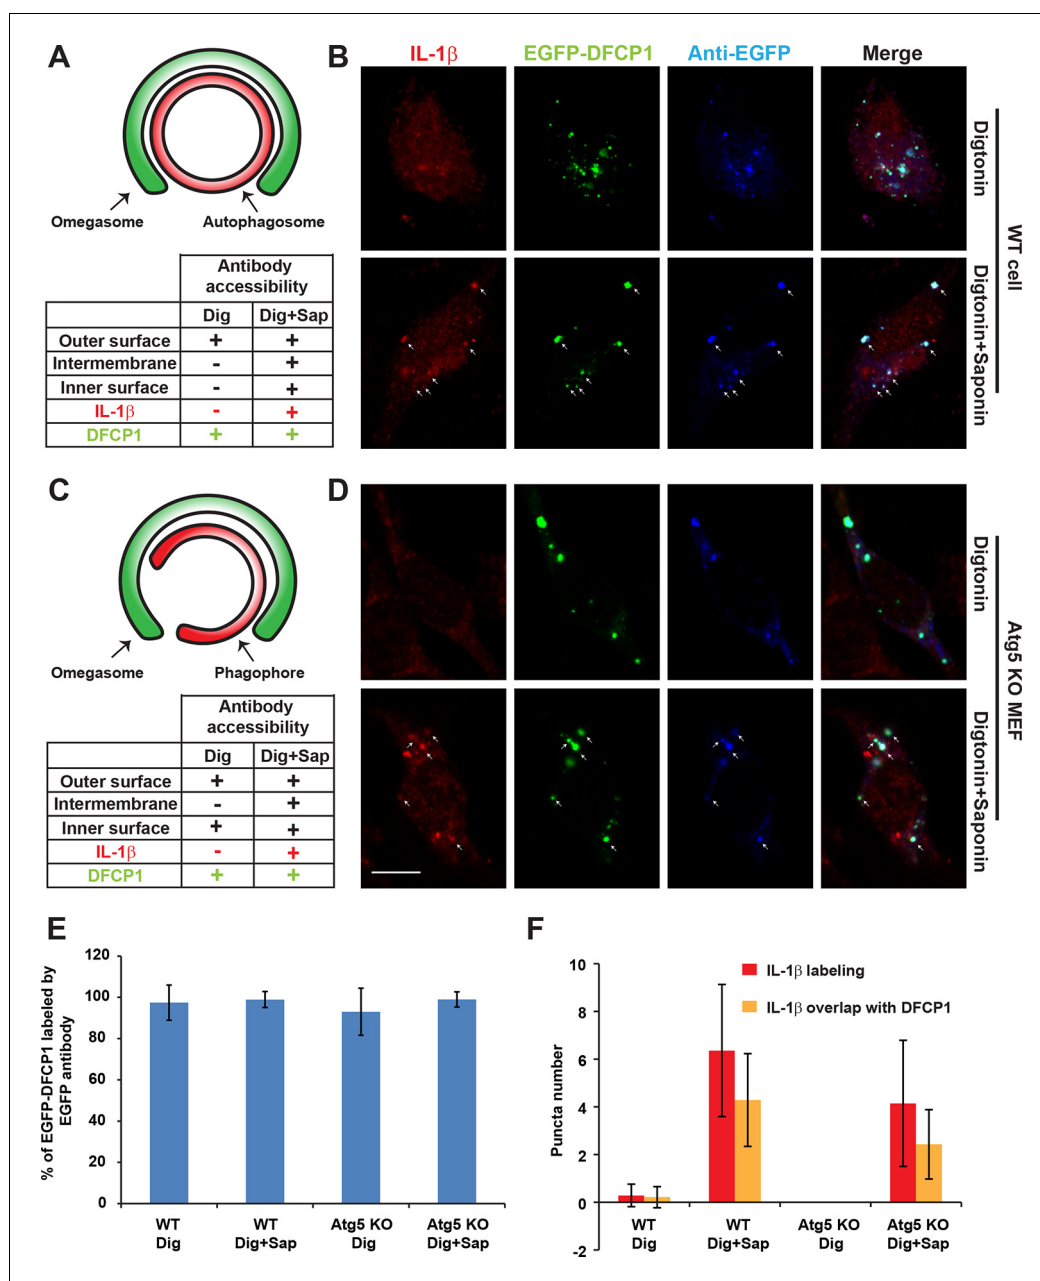 A
Omegasome
Autophagosome
Antibody
accessibility
Dig Dig+Sap
Outer surface + +
Intermembrane - +
Inner surface - +
IL-1β - +
DFCP1 + +
B
IL-1β EGFP-DFCP1 Anti-EGFP Merge
Digtonin
Digtonin+Saponin
WT cell
C
Omegasome
Phagophore
Antibody
accessibility
Dig Dig+Sap
Outer surface + +
Intermembrane - +
Inner surface + +
IL-1β - +
DFCP1 + +
D
Digtonin
Digtonin+Saponin
Atg5 KO MEF
E
% of EGFP-DFCP1 labeled by
EGFP antibody
120
100
80
60
40
20
0
WT
Dig
WT
Dig+Sap
Atg5 KO
Dig
Atg5 KO
Dig+Sap
F
IL-1β labeling
IL-1β overlap with DFCP1
Puncta number
10
8
6
4
2
0
-2
WT
Dig
WT
Dig+Sap
Atg5 KO
Dig
Atg5 KO
Dig+Sap